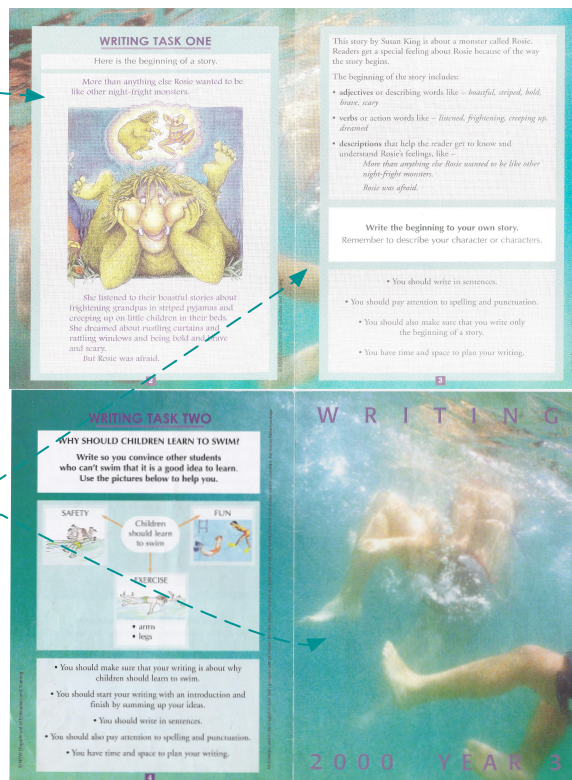 WRITING TASK ONE
Here is the beginning of a story.
More than anything else Rosie wanted to be
like other night-fright monsters.
She listened to their boastful stories about
frightening grandpas in striped pyjamas and
creeping up on little children in their beds.
She dreamed about rustling curtains and
rattling windows and being bold and brave
and scary.
But Rosie was afraid.
2
This story by Susan King is about a monster called Rosie.
Readers get a special feeling about Rosie because of the way
the story begins.
The beginning of the story includes:
• adjectives or describing words like – boastful, striped, bold,
brave, scary
• verbs or action words like – listened, frightening, creeping up,
dreamed
• descriptions that help the reader get to know and
understand Rosie's feelings, like –
More than anything else Rosie wanted to be like other
night-fright monsters.
Rosie was afraid.
Write the beginning to your own story.
Remember to describe your character or characters.
• You should write in sentences.
• You should pay attention to spelling and punctuation.
• You should also make sure that you write only
the beginning of a story.
• You have time and space to plan your writing.
3
WRITING TASK TWO
WHY SHOULD CHILDREN LEARN TO SWIM?
Write so you convince other students
who can't swim that it is a good idea to learn.
Use the pictures below to help you.
SAFETY
FUN
Children
should learn
to swim
EXERCISE
• arms
• legs
• You should make sure that your writing is about why
children should learn to swim.
• You should start your writing with an introduction and
finish by summing up your ideas.
• You should write in sentences.
• You should also pay attention to spelling and punctuation.
• You have time and space to plan your writing.
4
WRITING
2000 YEAR 3